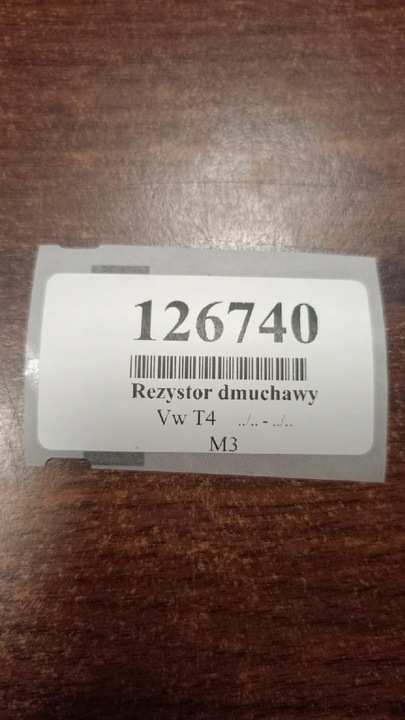 126740
Rezystor dmuchawy
Vw T4 ../.. - ../..
M3